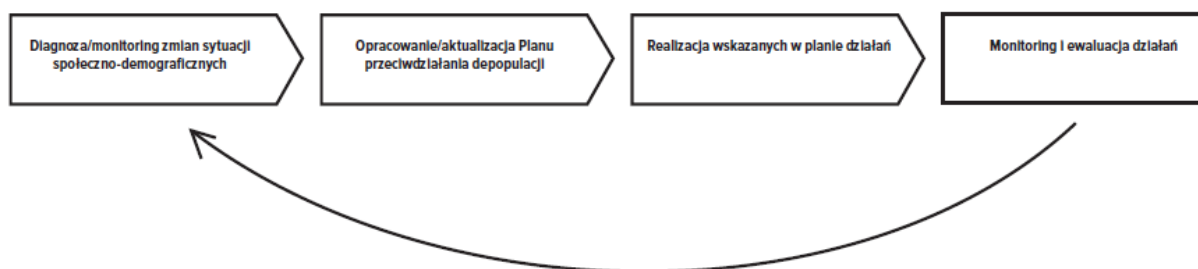 Diagnoza/monitoring zmian sytuacji
społeczno-demograficznych
Opracowanie/aktualizacja Planu
przeciwdziałania depopulacji
Realizacja wskazanych w planie działań
Monitoring i ewaluacja działań